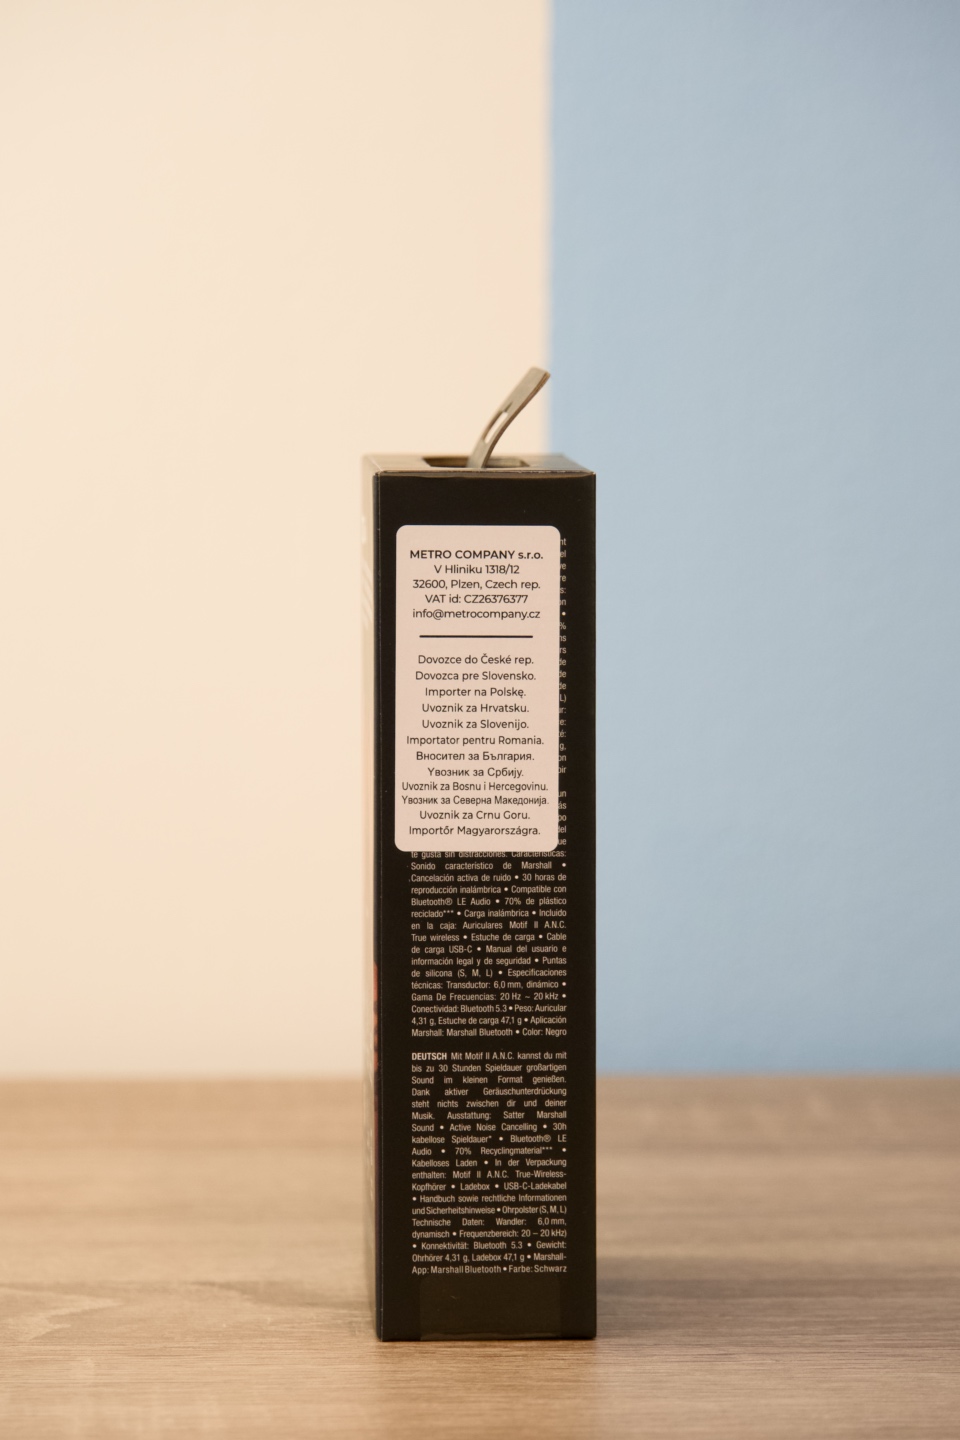 METRO COMPANY s.r.o.
V Hliniku 1318/12
32600, Plzen, Czech rep.
VAT id: CZ26376377
info@metrocompany.cz
Dovozce do České rep.
Dovozca pre Slovensko.
Importer na Polskę.
Uvoznik za Hrvatsku.
Uvoznik za Slovenijo.
Importator pentru Romania.
Вносител за България.
Увозник за Србију.
Uvoznik za Bosnu i Hercegovinu.
Увозник за Северна Македонија.
Uvoznik za Crnu Goru.
Importőr Magyarországra.
te gusta sin distracciones. Características:
Sonido característico de Marshall •
Cancelación activa de ruido • 30 horas de
reproducción inalámbrica • Compatible con
Bluetooth® LE Audio • 70% de plástico
reciclado*** • Carga inalámbrica • Incluido
en la caja: Auriculares Motif II A.N.C.
True wireless • Estuche de carga • Cable
de carga USB-C • Manual del usuario e
información legal y de seguridad • Puntas
de silicona (S, M, L) • Especificaciones
técnicas: Transductor: 6,0 mm, dinámico •
Gama De Frecuencias: 20 Hz – 20 kHz •
Conectividad: Bluetooth 5.3 • Peso: Auricular
4,31 g, Estuche de carga 47,1 g • Aplicación
Marshall: Marshall Bluetooth • Color: Negro
DEUTSCH Mit Motif II A.N.C. kannst du mit
bis zu 30 Stunden Spieldauer großartigen
Sound im kleinen Format genießen.
Dank aktiver Geräuschunterdrückung
steht nichts zwischen dir und deiner
Musik. Ausstattung: Satter Marshall
Sound • Active Noise Cancelling • 30h
kabellose Spieldauer* • Bluetooth® LE
Audio • 70% Recyclingmaterial*** •
Kabelloses Laden • In der Verpackung
enthalten: Motif II A.N.C. True-Wireless-
Kopfhörer • Ladebox • USB-C-Ladekabel
• Handbuch sowie rechtliche Informationen
und Sicherheitshinweise • Ohrpolster (S, M, L)
Technische Daten: Wandler: 6,0 mm,
dynamisch • Frequenzbereich: 20 – 20 kHz)
• Konnektivität: Bluetooth 5.3 • Gewicht:
Ohrhörer 4,31 g, Ladebox 47,1 g • Marshall-
App: Marshall Bluetooth • Farbe: Schwarz